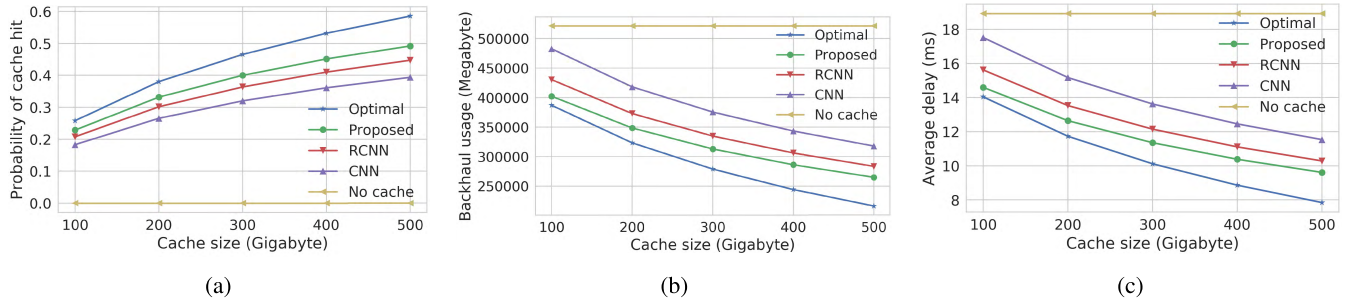 Probability of cache hit
0.6
0.5
0.4
0.3
0.2
0.1
0.0
Optimal
Proposed
RCNN
CNN
No cache
100 200 300 400 500
Cache size (Gigabyte)
(a)
Backhaul usage (Megabyte)
500000
450000
400000
350000
300000
250000
Optimal
Proposed
RCNN
CNN
No cache
100 200 300 400 500
Cache size (Gigabyte)
(b)
Average delay (ms)
18
16
14
12
10
8
Optimal
Proposed
RCNN
CNN
No cache
100 200 300 400 500
Cache size (Gigabyte)
(c)